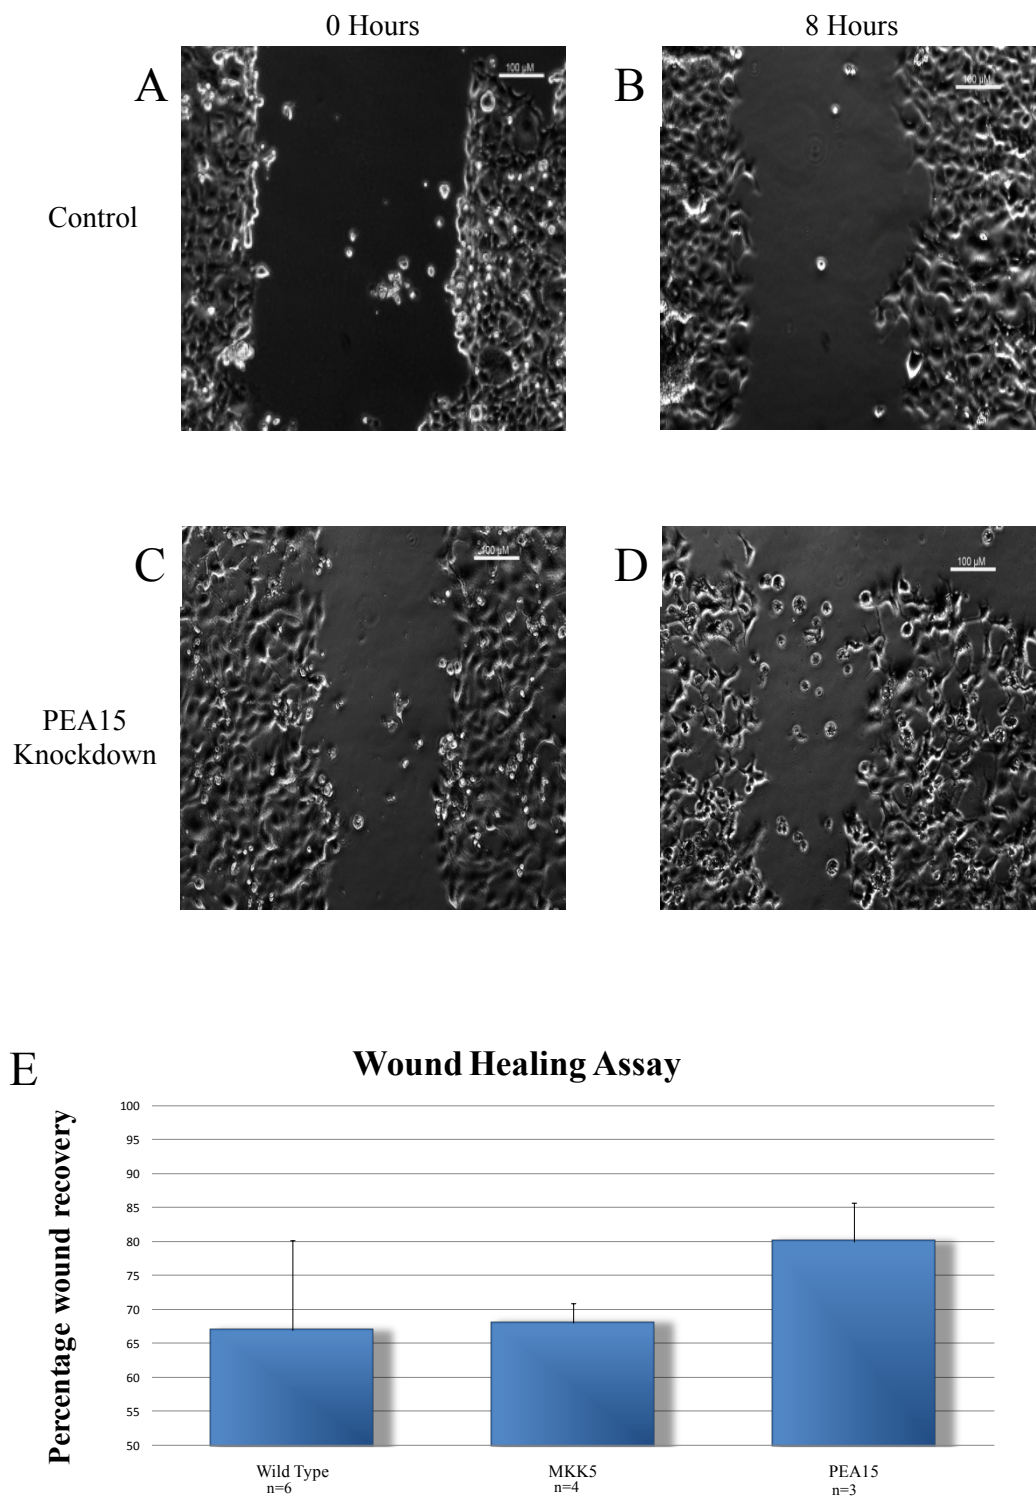 0 Hours
8 Hours
A
100 µM
B
100 µM
Control
C
100 µM
D
100 µM
PEA15
Knockdown
E
Wound Healing Assay
Percentage wound recovery
100
95
90
85
80
75
70
65
60
55
50
Wild Type
n=6
MKK5
n=4
PEA15
n=3